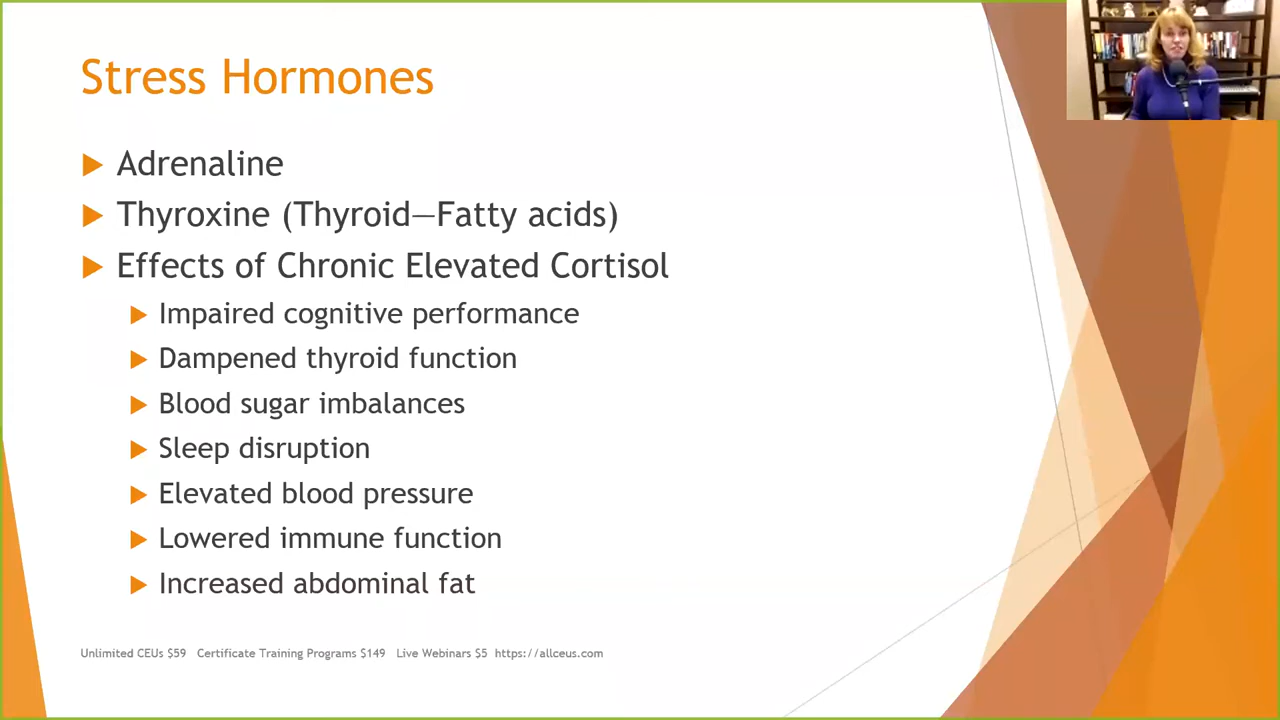 Stress Hormones
Adrenaline
Thyroxine (Thyroid—Fatty acids)
Effects of Chronic Elevated Cortisol
Impaired cognitive performance
Dampened thyroid function
Blood sugar imbalances
Sleep disruption
Elevated blood pressure
Lowered immune function
Increased abdominal fat
Unlimited CEUs $59 Certificate Training Programs $149 Live Webinars $5 https://allceus.com